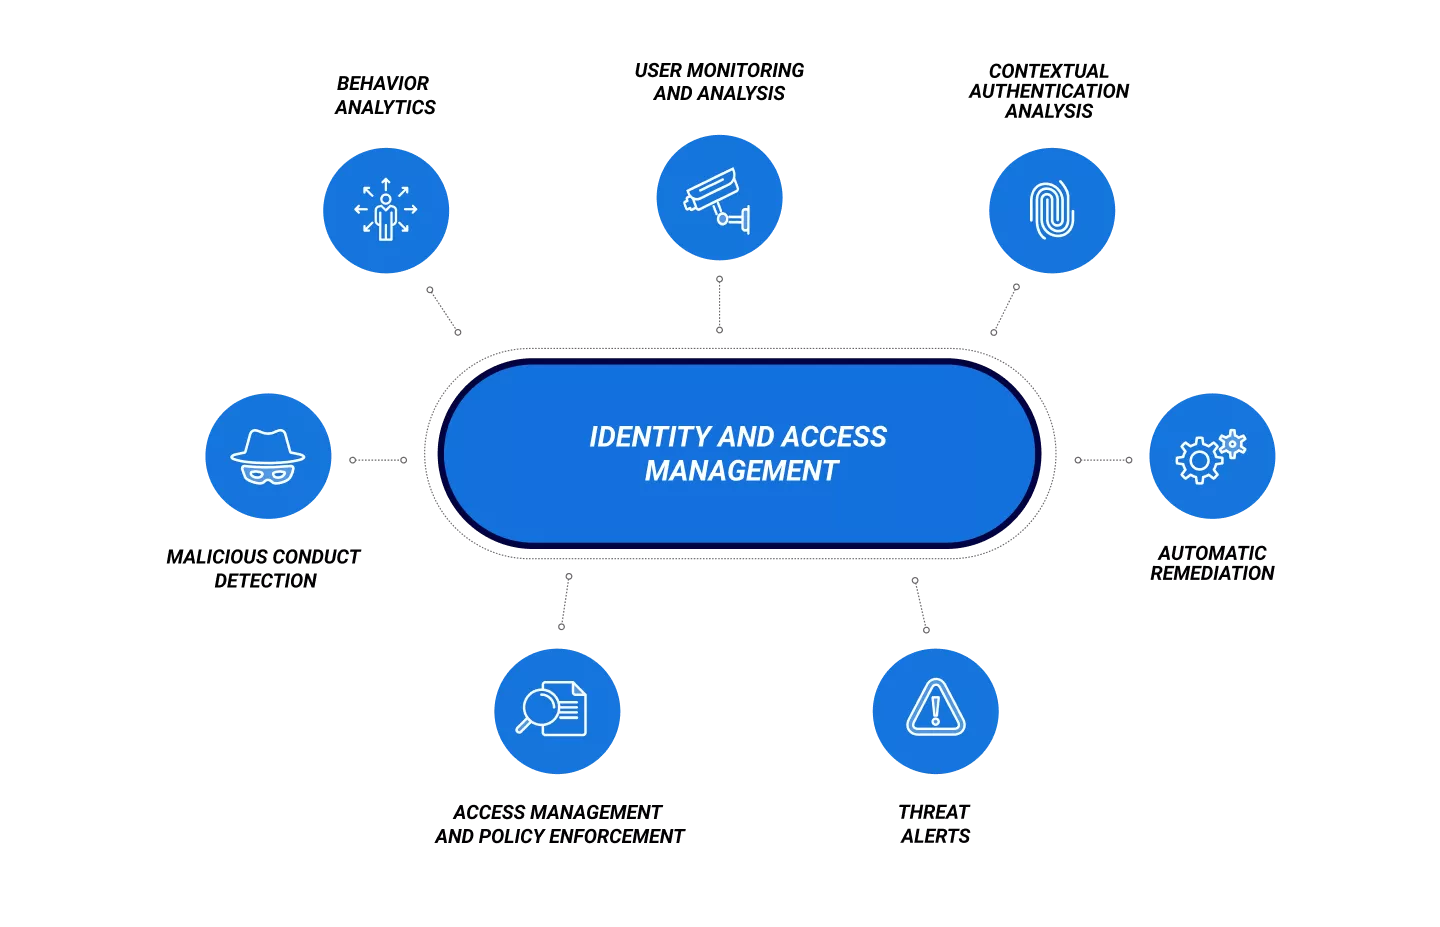 BEHAVIOR
ANALYTICS
USER MONITORING
AND ANALYSIS
CONTEXTUAL
AUTHENTICATION
ANALYSIS
IDENTITY AND ACCESS
MANAGEMENT
MALICIOUS CONDUCT
DETECTION
AUTOMATIC
REMEDIATION
ACCESS MANAGEMENT
AND POLICY ENFORCEMENT
THREAT
ALERTS